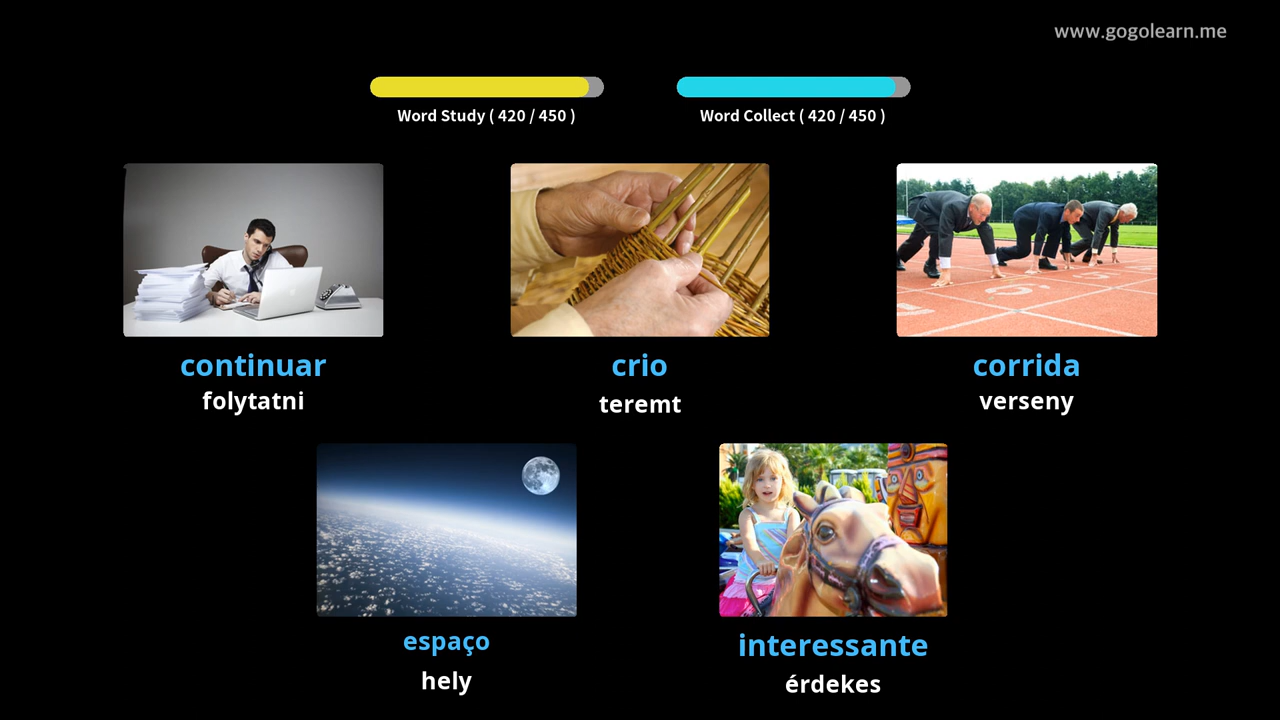 www.gogolearn.me
Word Study ( 420 / 450 )
Word Collect ( 420 / 450 )
continuar
folytatni
crio
teremt
corrida
verseny
espaço
hely
interessante
érdekes